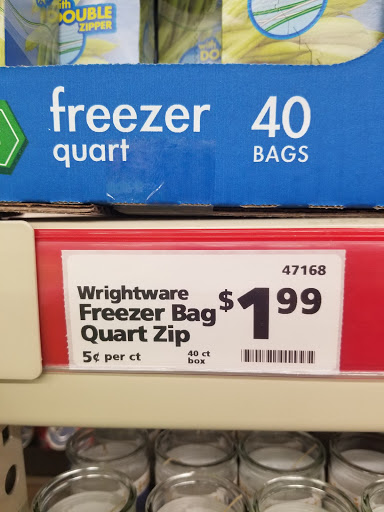 with
DOUBLE
ZIPPER
freezer 40
quart BAGS
47168
Wrightware
Freezer Bag
Quart Zip
$1.99
5¢ per ct
40 ct
box